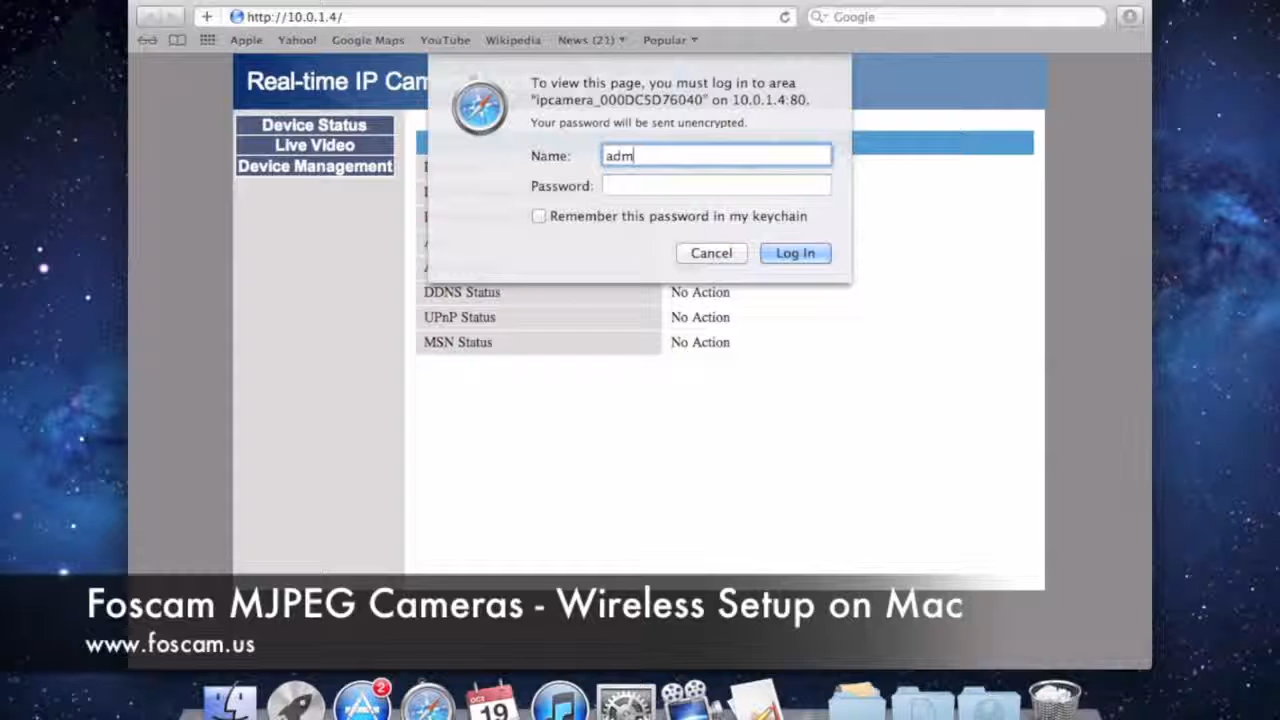 http://10.0.1.4/
Google
Apple Yahoo! Google Maps YouTube Wikipedia News (21) Popular
Real-time IP Cam
To view this page, you must log in to area
"ipcamera_000DC5D76040" on 10.0.1.4:80.
Your password will be sent unencrypted.
Device Status
Live Video
Device Management
Name: adm
Password:
Remember this password in my keychain
Cancel Log In
DDNS Status No Action
UPnP Status No Action
MSN Status No Action
Foscam MJPEG Cameras - Wireless Setup on Mac
www.foscam.us
2
OCT
19